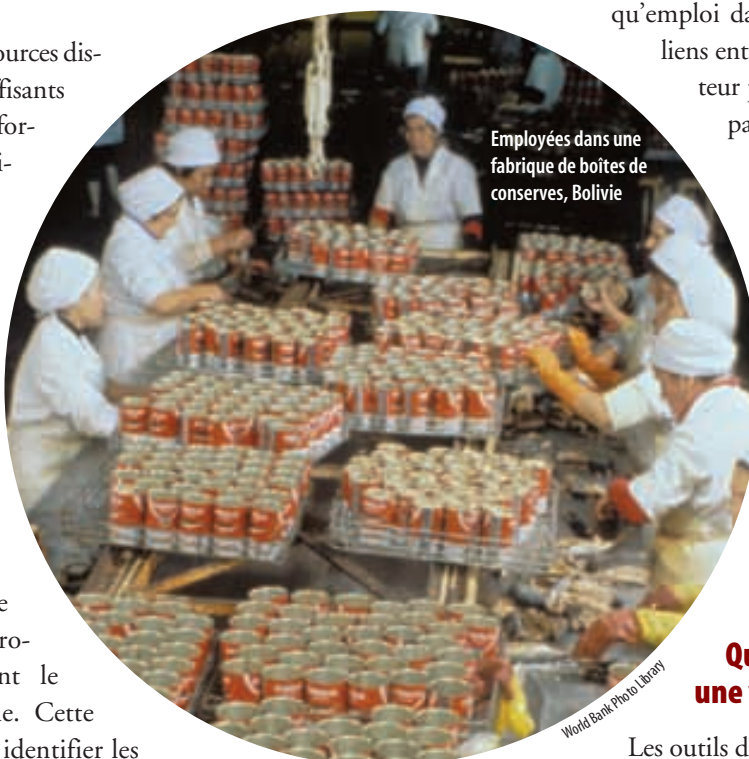 ources dis-
fisants
for-
i-
qu'emploi da
liens ent
teur p
pa
Employées dans une
fabrique de boîtes de
conserves, Bolivie
e
ro-
nt le
e. Cette
identifier les
World Bank Photo Library
Qu
une
Les outils d